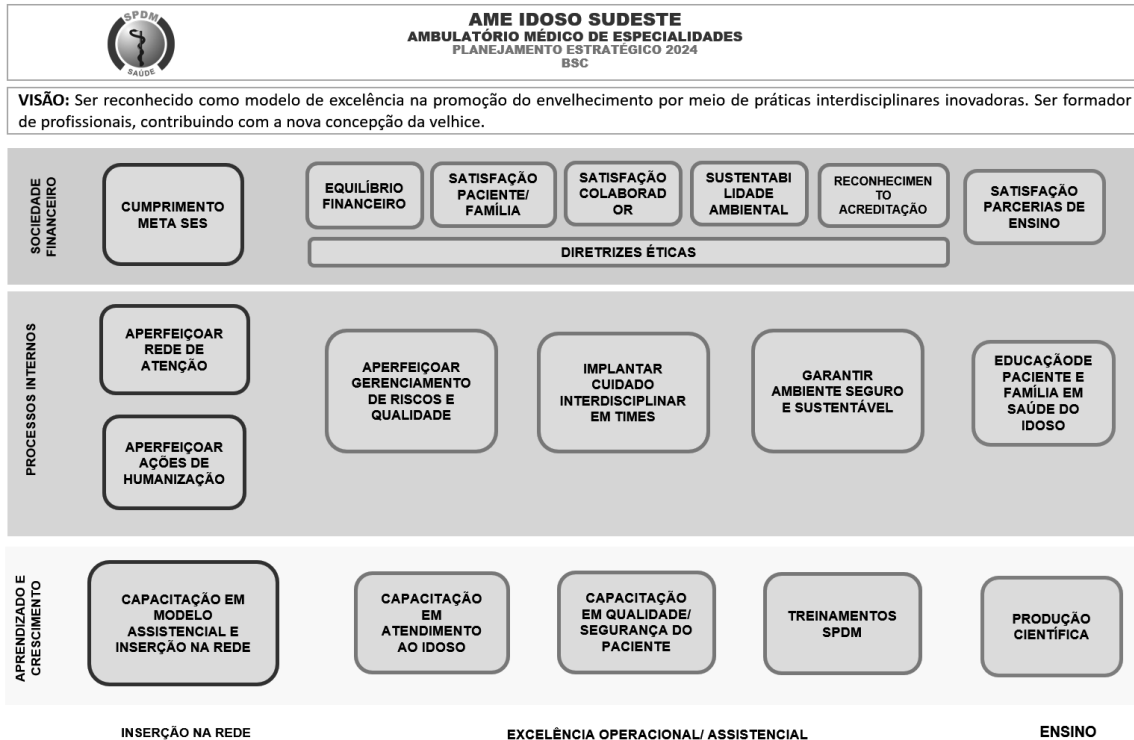 SPDM
SAÚDE
AME IDOSO SUDESTE
AMBULATÓRIO MÉDICO DE ESPECIALIDADES
PLANEJAMENTO ESTRATÉGICO 2024
BSC
VISÃO: Ser reconhecido como modelo de excelência na promoção do envelhecimento por meio de práticas interdisciplinares inovadoras. Ser formador
de profissionais, contribuindo com a nova concepção da velhice.
SOCIEDADE
FINANCEIRO
CUMPRIMENTO
META SES
EQUILÍBRIO
FINANCEIRO
SATISFAÇÃO
PACIENTE/
FAMÍLIA
SATISFAÇÃO
COLABORAD
OR
SUSTENTABI
LIDADE
AMBIENTAL
RECONHECIMEN
TO
ACREDITAÇÃO
SATISFAÇÃO
PARCERIAS DE
ENSINO
DIRETRIZES ÉTICAS
PROCESSOS INTERNOS
APERFEIÇOAR
REDE DE
ATENÇÃO
APERFEIÇOAR
AÇÕES DE
HUMANIZAÇÃO
APERFEIÇOAR
GERENCIAMENTO
DE RISCOS E
QUALIDADE
IMPLANTAR
CUIDADO
INTERDISCIPLINAR
EM TIMES
GARANTIR
AMBIENTE SEGURO
E SUSTENTÁVEL
EDUCAÇÃODE
PACIENTE E
FAMÍLIA EM
SAÚDE DO
IDOSO
APRENDIZADO E
CRESCIMENTO
CAPACITAÇÃO EM
MODELO
ASSISTENCIAL E
INSERÇÃO NA REDE
CAPACITAÇÃO
EM
ATENDIMENTO
AO IDOSO
CAPACITAÇÃO
EM QUALIDADE/
SEGURANÇA DO
PACIENTE
TREINAMENTOS
SPDM
PRODUÇÃO
CIENTÍFICA
INSERÇÃO NA REDE
EXCELÊNCIA OPERACIONAL/ ASSISTENCIAL
ENSINO